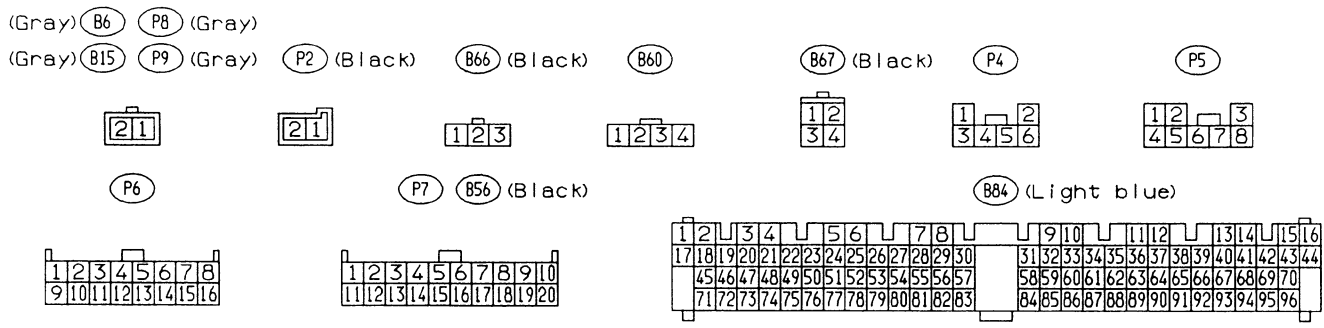 (Gray) B6 P8 (Gray)
(Gray) B15 P9 (Gray) P2 (Black) B66 (Black) B60 B67 (Black) P4 P5
1 2 1 2 1 2 3
2 1 2 1 1 2 3 1 2 3 4 3 4 3 4 5 6 4 5 6 7 8
P6 P7 B56 (Black) B84 (Light blue)
1 2 3 4 5 6 7 8 9 10 11 12 13 14 15 16
17 18 19 20 21 22 23 24 25 26 27 28 29 30 31 32 33 34 35 36 37 38 39 40 41 42 43 44
1 2 3 4 5 6 7 8 1 2 3 4 5 6 7 8 9 10 45 46 47 48 49 50 51 52 53 54 55 56 57 58 59 60 61 62 63 64 65 66 67 68 69 70
9 10 11 12 13 14 15 16 11 12 13 14 15 16 17 18 19 20 71 72 73 74 75 76 77 78 79 80 81 82 83 84 85 86 87 88 89 90 91 92 93 94 95 96